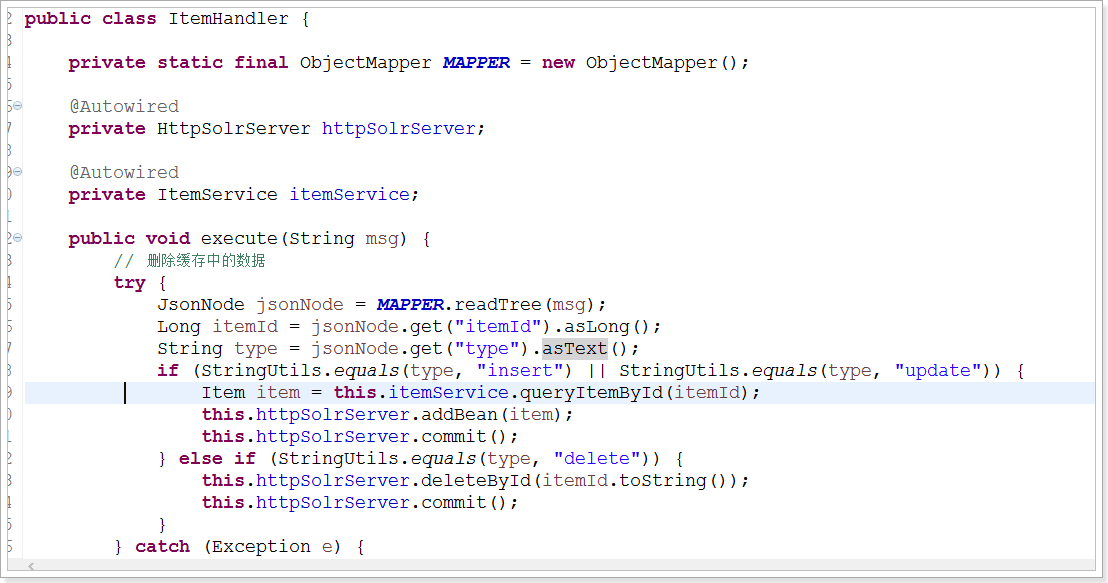 public class ItemHandler {
    private static final ObjectMapper MAPPER = new ObjectMapper();
    @Autowired
    private HttpSolrServer httpSolrServer;
    @Autowired
    private ItemService itemService;
    public void execute(String msg) {
        // 删除缓存中的数据
        try {
            JsonNode jsonNode = MAPPER.readTree(msg);
            Long itemId = jsonNode.get("itemId").asLong();
            String type = jsonNode.get("type").asText();
            if (StringUtils.equals(type, "insert") || StringUtils.equals(type, "update")) {
                Item item = this.itemService.queryItemById(itemId);
                this.httpSolrServer.addBean(item);
                this.httpSolrServer.commit();
            } else if (StringUtils.equals(type, "delete")) {
                this.httpSolrServer.deleteById(itemId.toString());
                this.httpSolrServer.commit();
            }
        } catch (Exception e) {